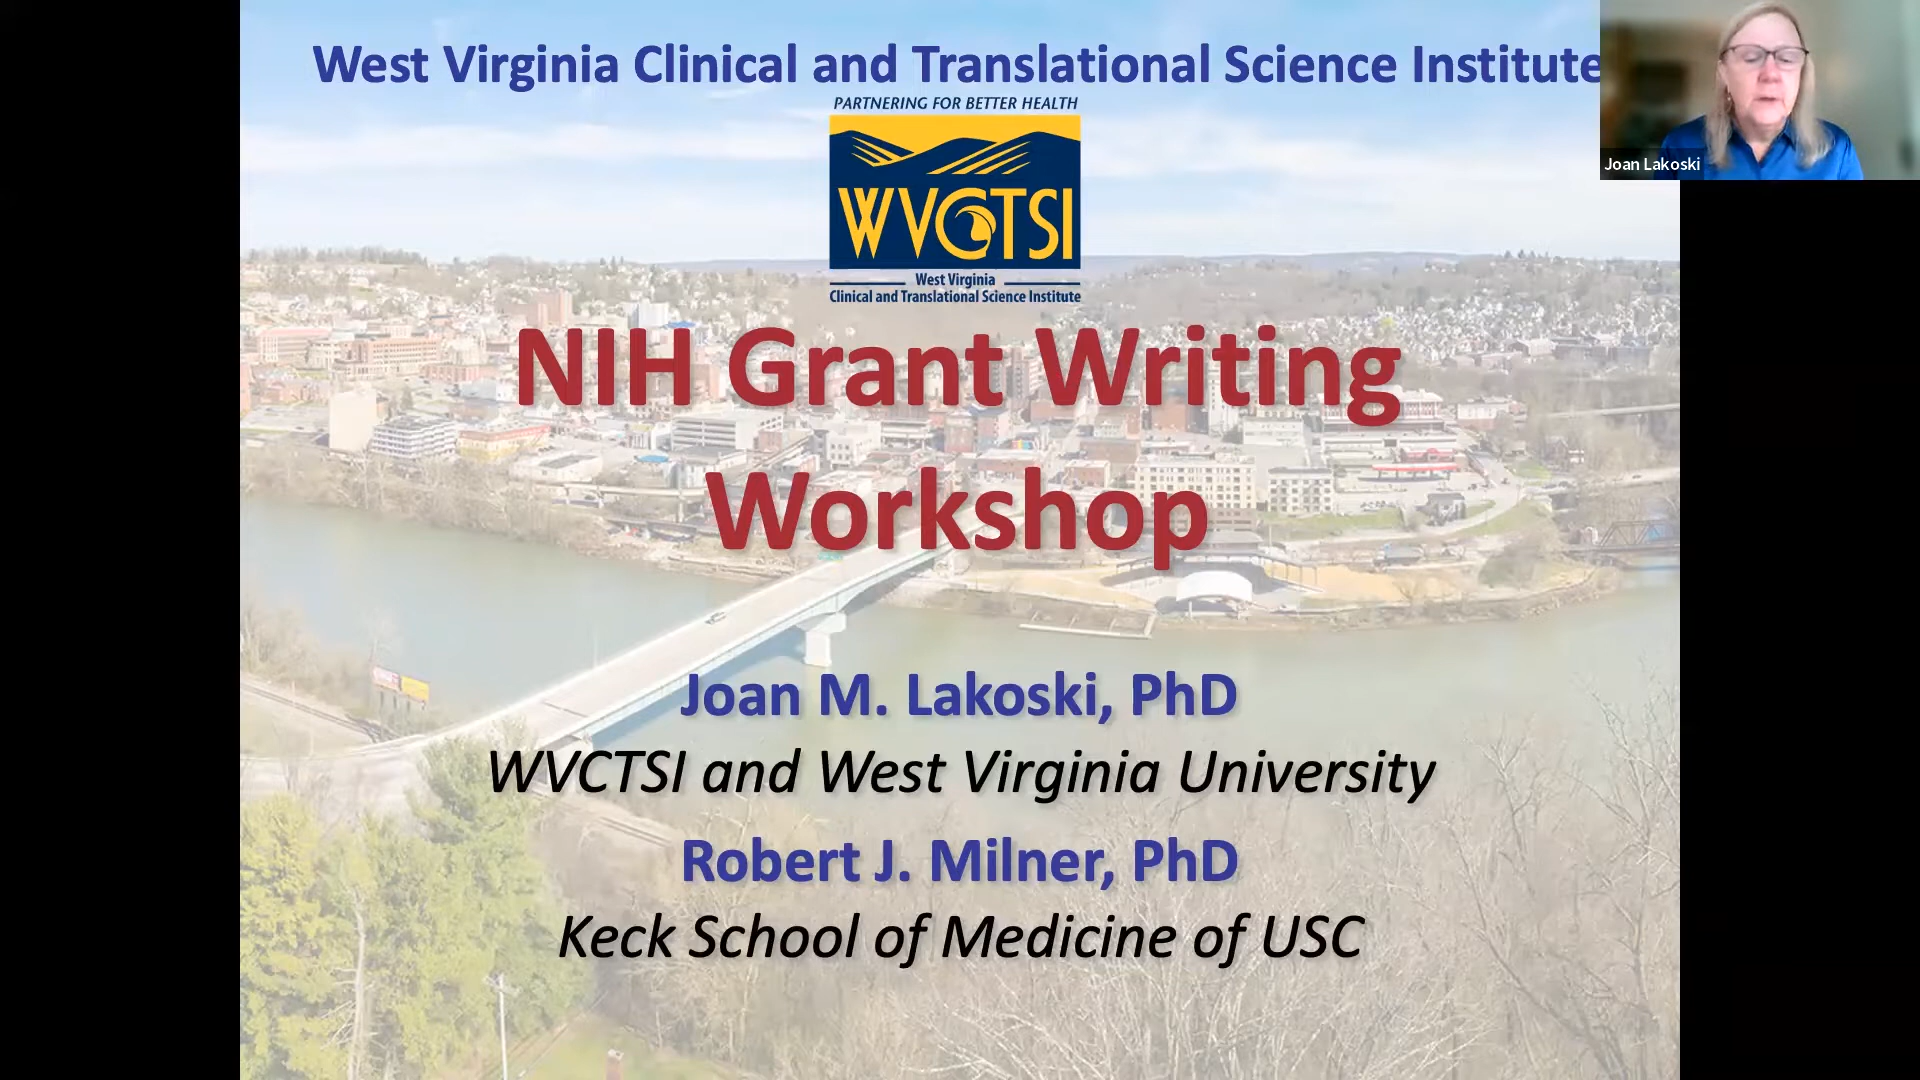 West Virginia Clinical and Translational Science Institute
PARTNERING FOR BETTER HEALTH
WVCTSI
West Virginia
Clinical and Translational Science Institute
NIH Grant Writing
Workshop
Joan M. Lakoski, PhD
WVCTSI and West Virginia University
Robert J. Milner, PhD
Keck School of Medicine of USC
Joan Lakoski